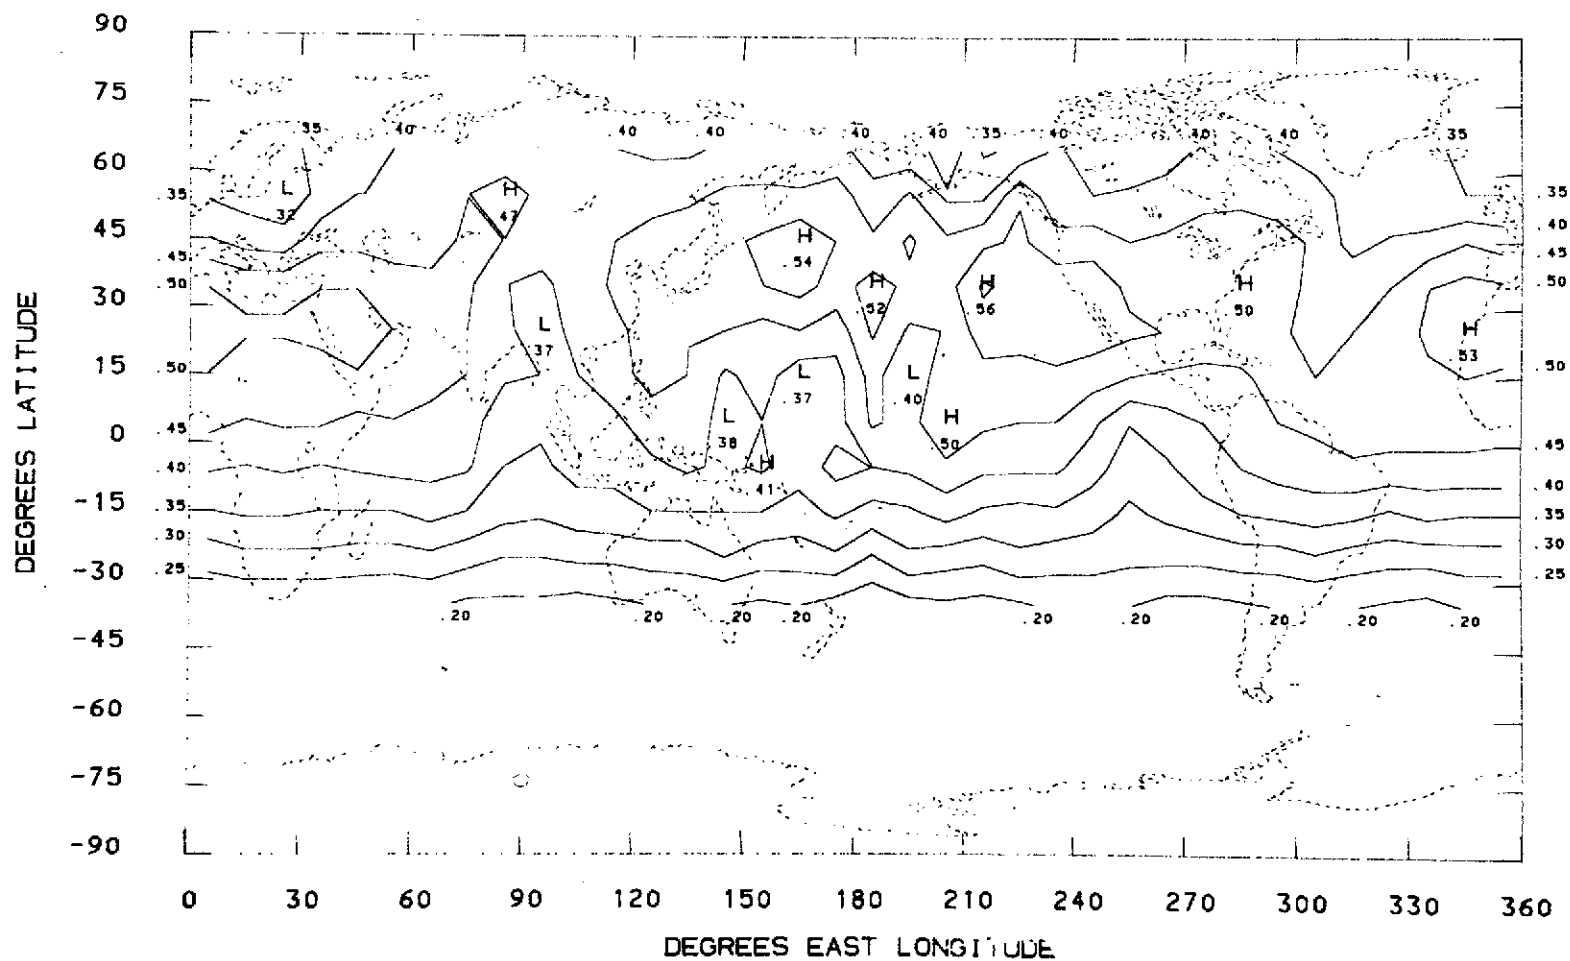 90
75
60
45
30
15
0
-15
-30
-45
-60
-75
-90
DEGREES LATITUDE
.35 .40 .40 .40 .40 .40 .35 .40 .40 .40 .35
L
32
H
47
.35 .35
.40
.45 .45
.50 .50
H
.54
H
.52
H
.56
H
.50
H
.53
L
.37
L
.37
L
.40
L
.38
H
.50
H
.41
.50 .50
.45 .45
.40 .40
.35 .35
.30 .30
.25 .25
.20 .20 .20 .20 .20 .20 .20 .20 .20
0 30 60 90 120 150 180 210 240 270 300 330 360
DEGREES EAST LONGITUDE